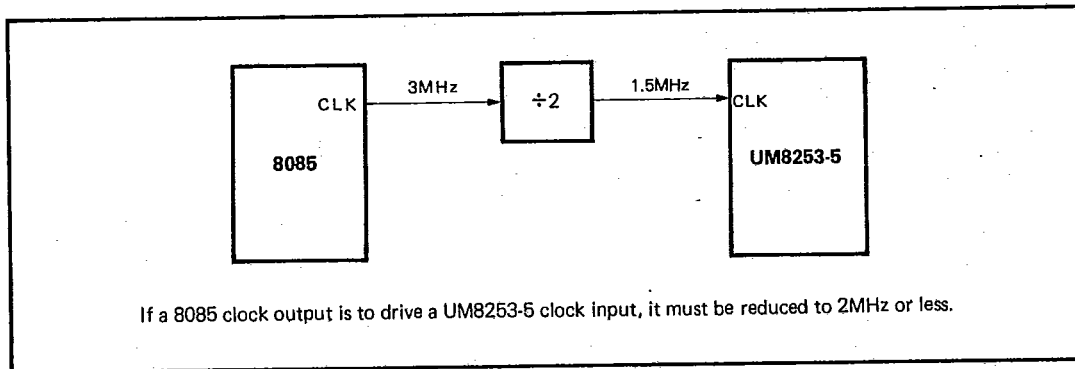 3MHz
÷2
1.5MHz
CLK
CLK
8085
UM8253-5
If a 8085 clock output is to drive a UM8253-5 clock input, it must be reduced to 2MHz or less.